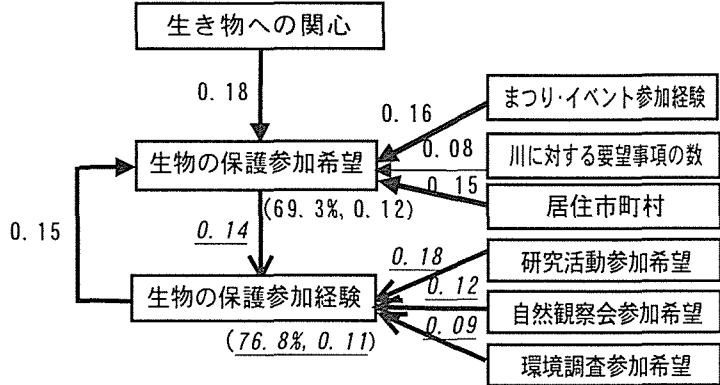 生き物への関心
0.18
まつり・イベント参加経験
0.16
生物の保護参加希望
0.08
川に対する要望事項の数
0.15
居住市町村
(69.3%, 0.12)
0.15
0.14
研究活動参加希望
0.18
生物の保護参加経験
0.12
自然観察会参加希望
(76.8%, 0.11)
0.09
環境調査参加希望